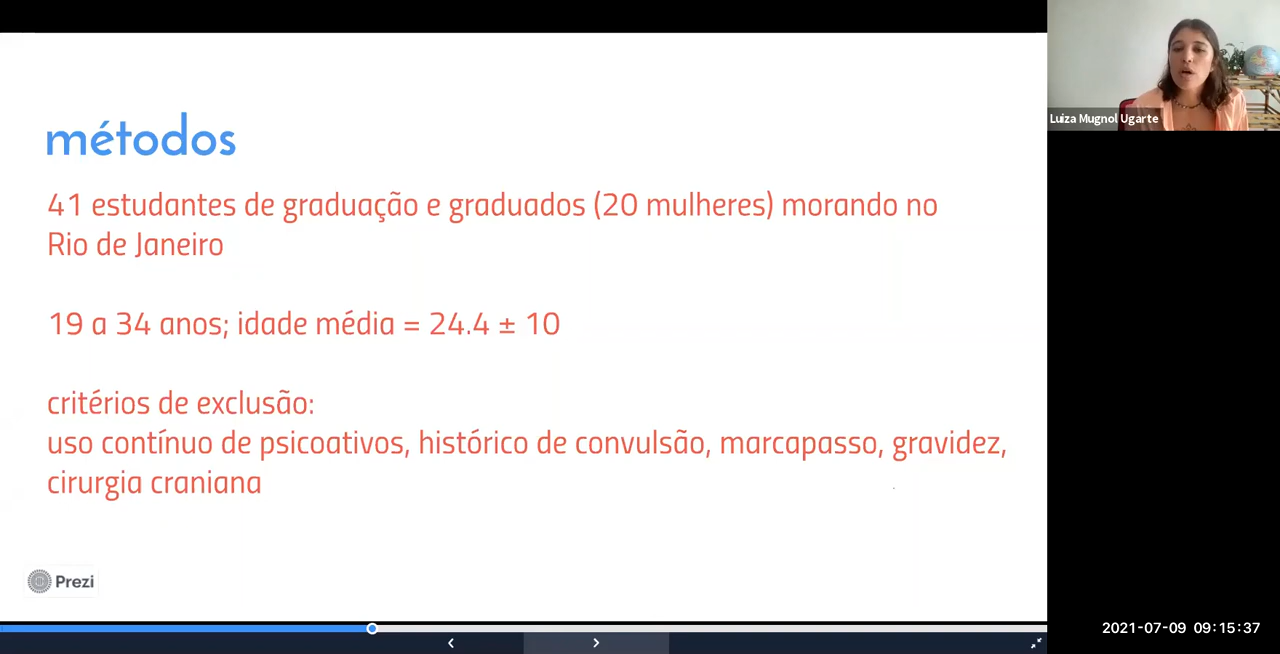 métodos
41 estudantes de graduação e graduados (20 mulheres) morando no
Rio de Janeiro
19 a 34 anos; idade média = 24.4 ± 10
critérios de exclusão:
uso contínuo de psicoativos, histórico de convulsão, marcapasso, gravidez,
cirurgia craniana
Prezi
Luiza Mugnol Ugarte
2021-07-09 09:15:37